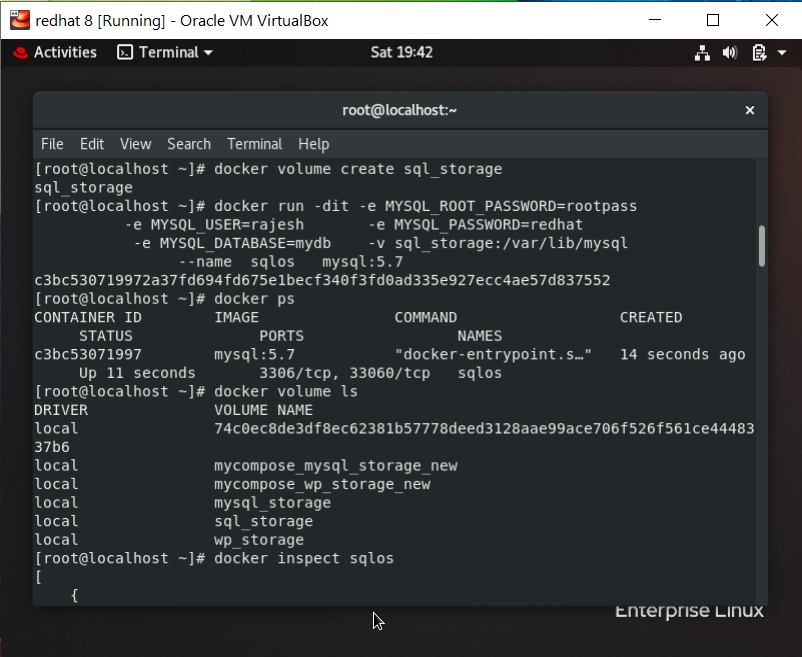 redhat 8 [Running] - Oracle VM VirtualBox
Activities Terminal Sat 19:42
root@localhost:~
File Edit View Search Terminal Help
[root@localhost ~]# docker volume create sql_storage
sql_storage
[root@localhost ~]# docker run -dit -e MYSQL_ROOT_PASSWORD=rootpass
-e MYSQL_USER=rajesh -e MYSQL_PASSWORD=redhat
-e MYSQL_DATABASE=mydb -v sql_storage:/var/lib/mysql
--name sqlos mysql:5.7
c3bc530719972a37fd694fd675e1becf340f3fd0ad335e927ecc4ae57d837552
[root@localhost ~]# docker ps
CONTAINER ID IMAGE COMMAND CREATED
STATUS PORTS NAMES
c3bc53071997 mysql:5.7 "docker-entrypoint.s…" 14 seconds ago
Up 11 seconds 3306/tcp, 33060/tcp sqlos
[root@localhost ~]# docker volume ls
DRIVER VOLUME NAME
local 74c0ec8de3df8ec62381b57778deed3128aae99ace706f526f561ce44483
37b6
local mycompose_mysql_storage_new
local mycompose_wp_storage_new
local mysql_storage
local sql_storage
local wp_storage
[root@localhost ~]# docker inspect sqlos
[
{
Enterprise Linux